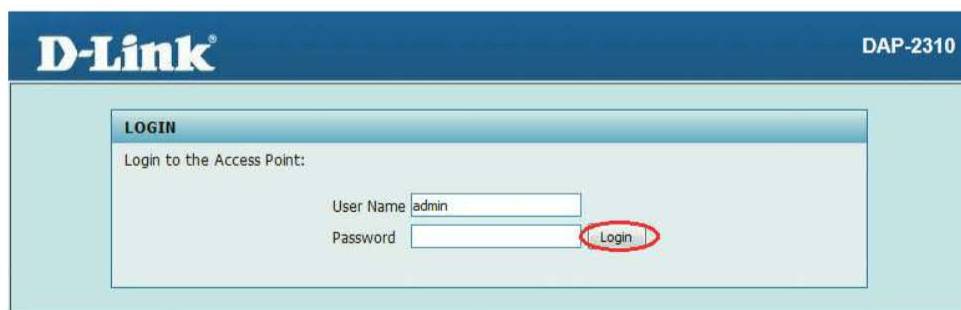 D-Link®
DAP-2310
LOGIN
Login to the Access Point:
User Name admin
Password Login